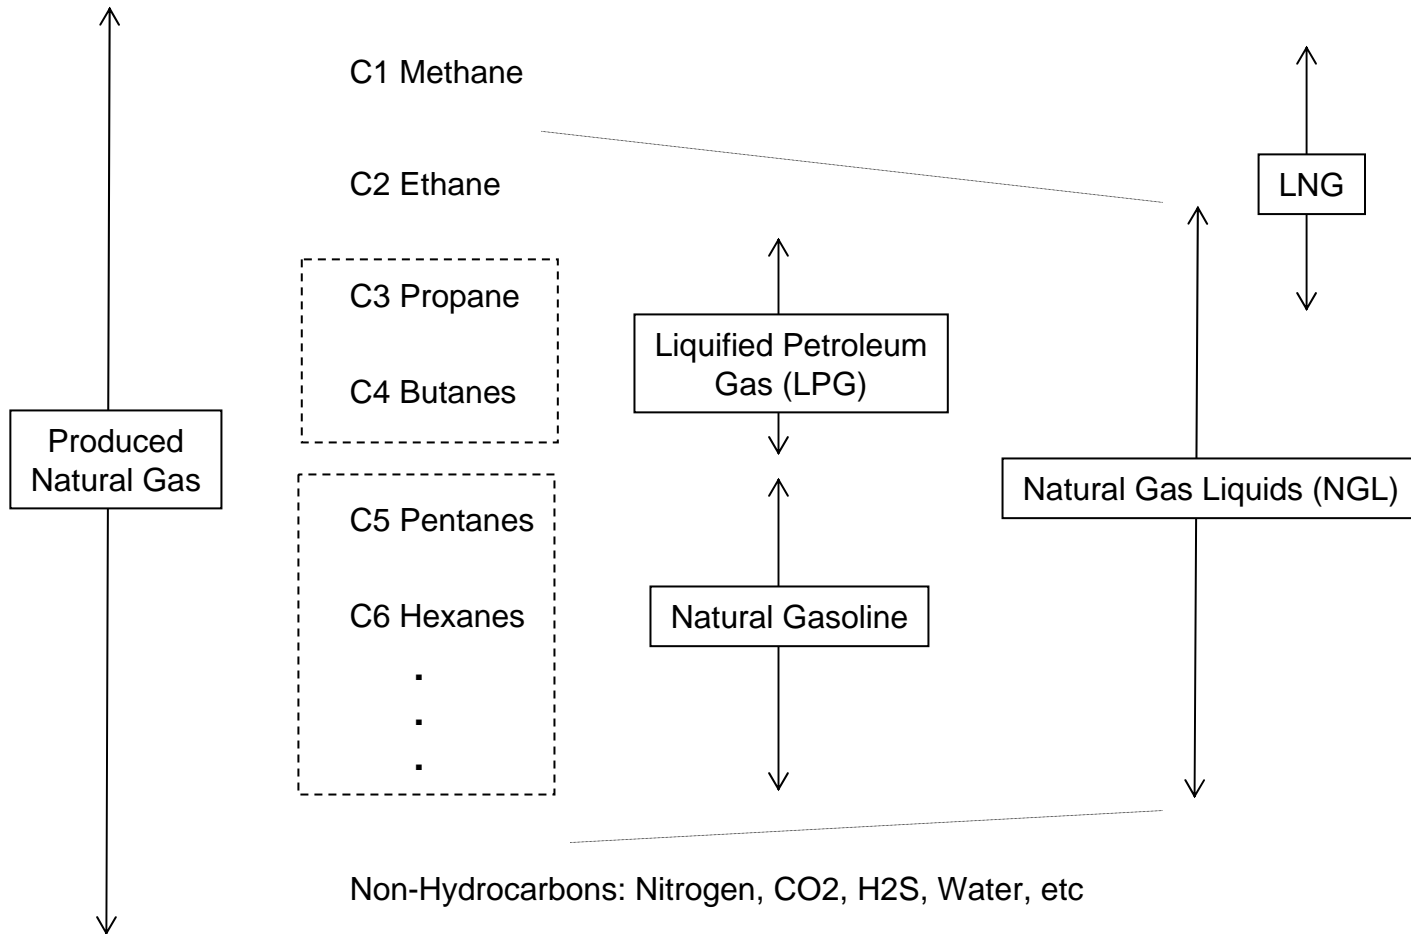 C1 Methane
C2 Ethane
LNG
C3 Propane
C4 Butanes
Liquified Petroleum
Gas (LPG)
Produced
Natural Gas
Natural Gas Liquids (NGL)
C5 Pentanes
C6 Hexanes
.
.
.
Natural Gasoline
Non-Hydrocarbons: Nitrogen, CO2, H2S, Water, etc